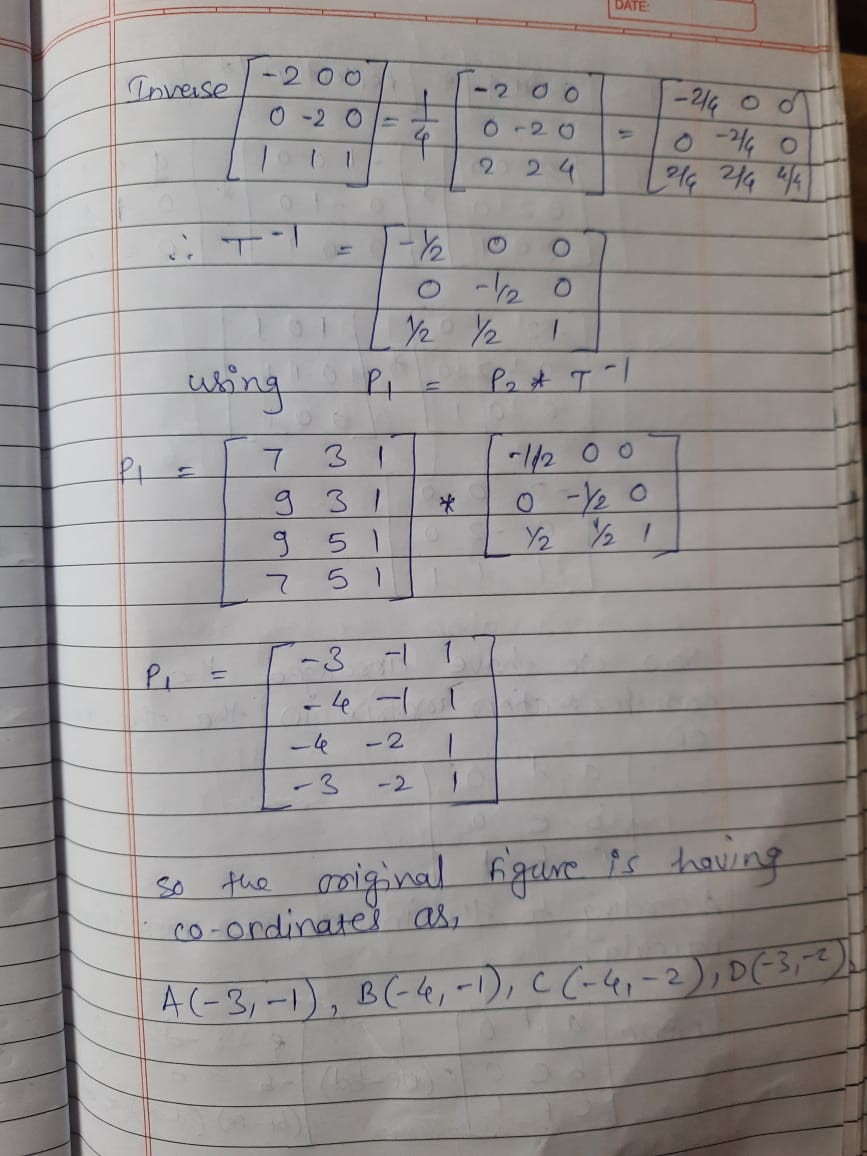 DATE:
Inverse [-2 0 0 = 1/4 [-2 0 0 = [-2/4 0 0
0 -2 0 0 -2 0 0 -2/4 0
1 1 1] 2 2 4] 2/4 2/4 4/4]
∴ T⁻¹ = [-1/2 0 0
0 -1/2 0
1/2 1/2 1]
using P₁ = P₂ * T⁻¹
P₁ = [7 3 1 * [-1/2 0 0
9 3 1 0 -1/2 0
9 5 1 1/2 1/2 1]
7 5 1]
P₁ = [-3 -1 1
-4 -1 1
-4 -2 1
-3 -2 1]
so the original figure is having
co-ordinates as,
A(-3,-1), B(-4,-1), C(-4,-2), D(-3,-2).